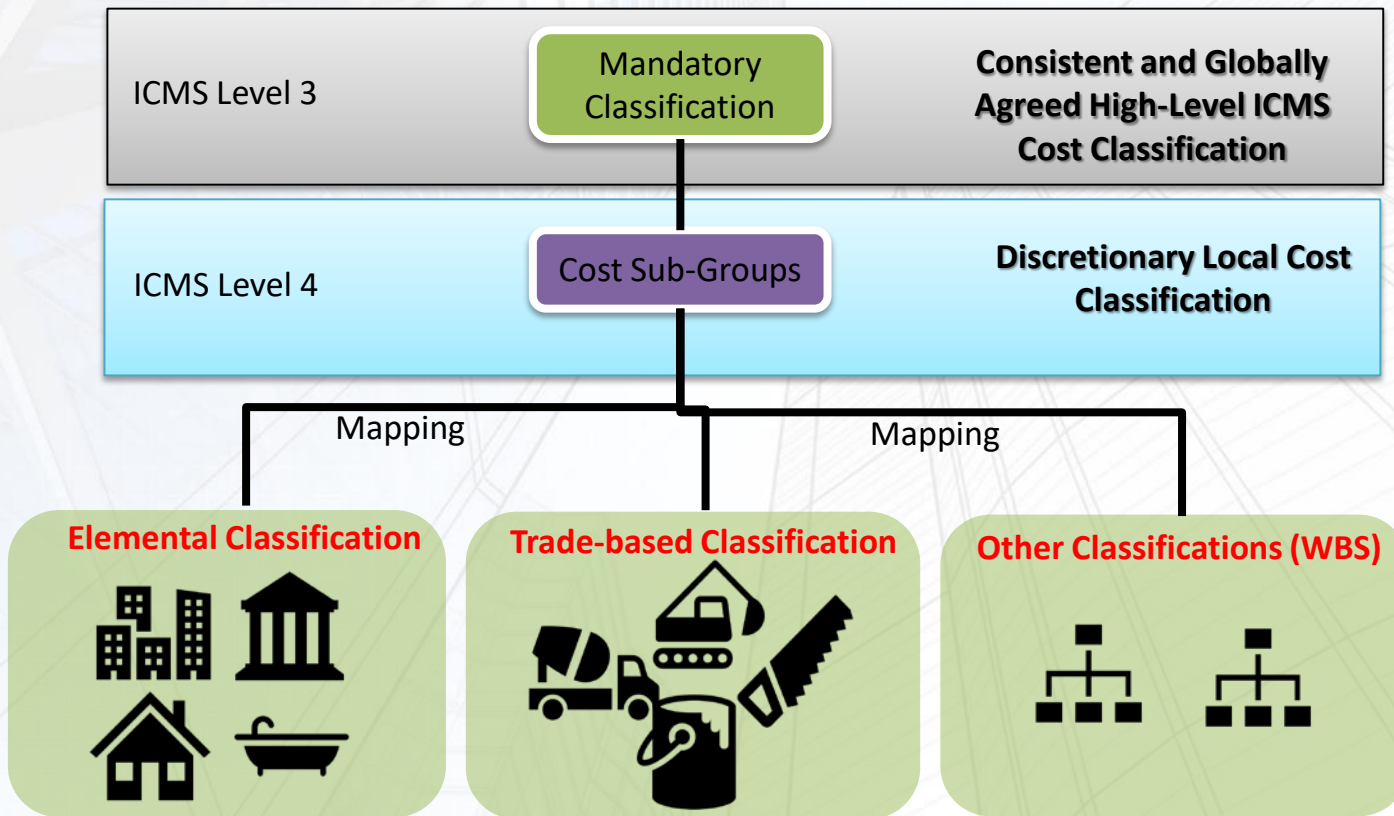 ICMS Level 3
Mandatory
Classification
Consistent and Globally
Agreed High-Level ICMS
Cost Classification
ICMS Level 4
Cost Sub-Groups
Discretionary Local Cost
Classification
Mapping
Mapping
Elemental Classification
Trade-based Classification
Other Classifications (WBS)